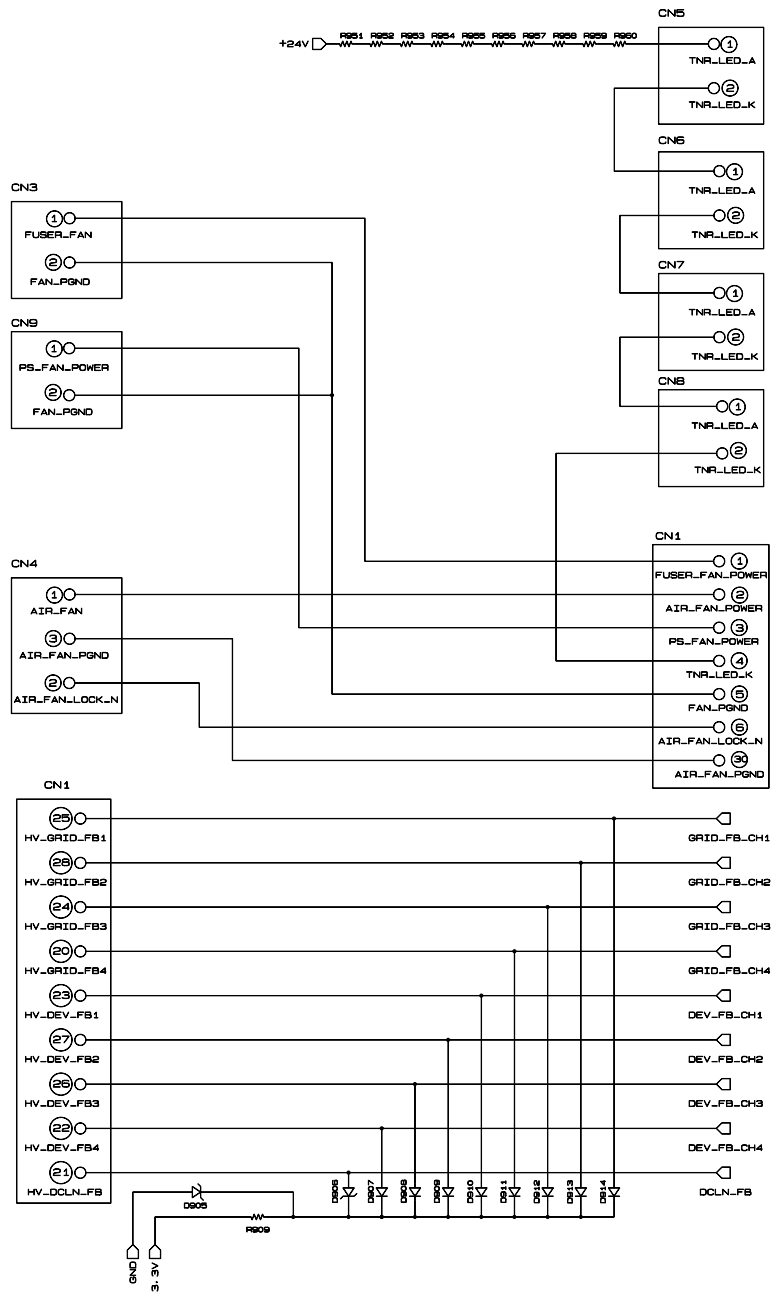 CN5
+24V R951 R952 R953 R954 R955 R956 R957 R958 R959 R960 1
TNR_LED_A
2
TNR_LED_K
CN6
1
TNR_LED_A
2
TNR_LED_K
CN7
1
TNR_LED_A
2
TNR_LED_K
CN8
1
TNR_LED_A
2
TNR_LED_K
CN3
1
FUSER_FAN
2
FAN_PGND
CN9
1
PS_FAN_POWER
2
FAN_PGND
CN4
1
AIR_FAN
3
AIR_FAN_PGND
2
AIR_FAN_LOCK_N
CN1
1
FUSER_FAN_POWER
2
AIR_FAN_POWER
3
PS_FAN_POWER
4
TNR_LED_K
5
FAN_PGND
6
AIR_FAN_LOCK_N
30
AIR_FAN_PGND
CN1
25
HV_GRID_FB1 GRID_FB_CH1
28
HV_GRID_FB2 GRID_FB_CH2
24
HV_GRID_FB3 GRID_FB_CH3
20
HV_GRID_FB4 GRID_FB_CH4
23
HV_DEV_FB1 DEV_FB_CH1
27
HV_DEV_FB2 DEV_FB_CH2
26
HV_DEV_FB3 DEV_FB_CH3
22
HV_DEV_FB4 DEV_FB_CH4
21
HV_DCLN_FB DCLN_FB
D905
D906 D907 D908 D909 D910 D911 D912 D913 D914
R909
GND
3.3V